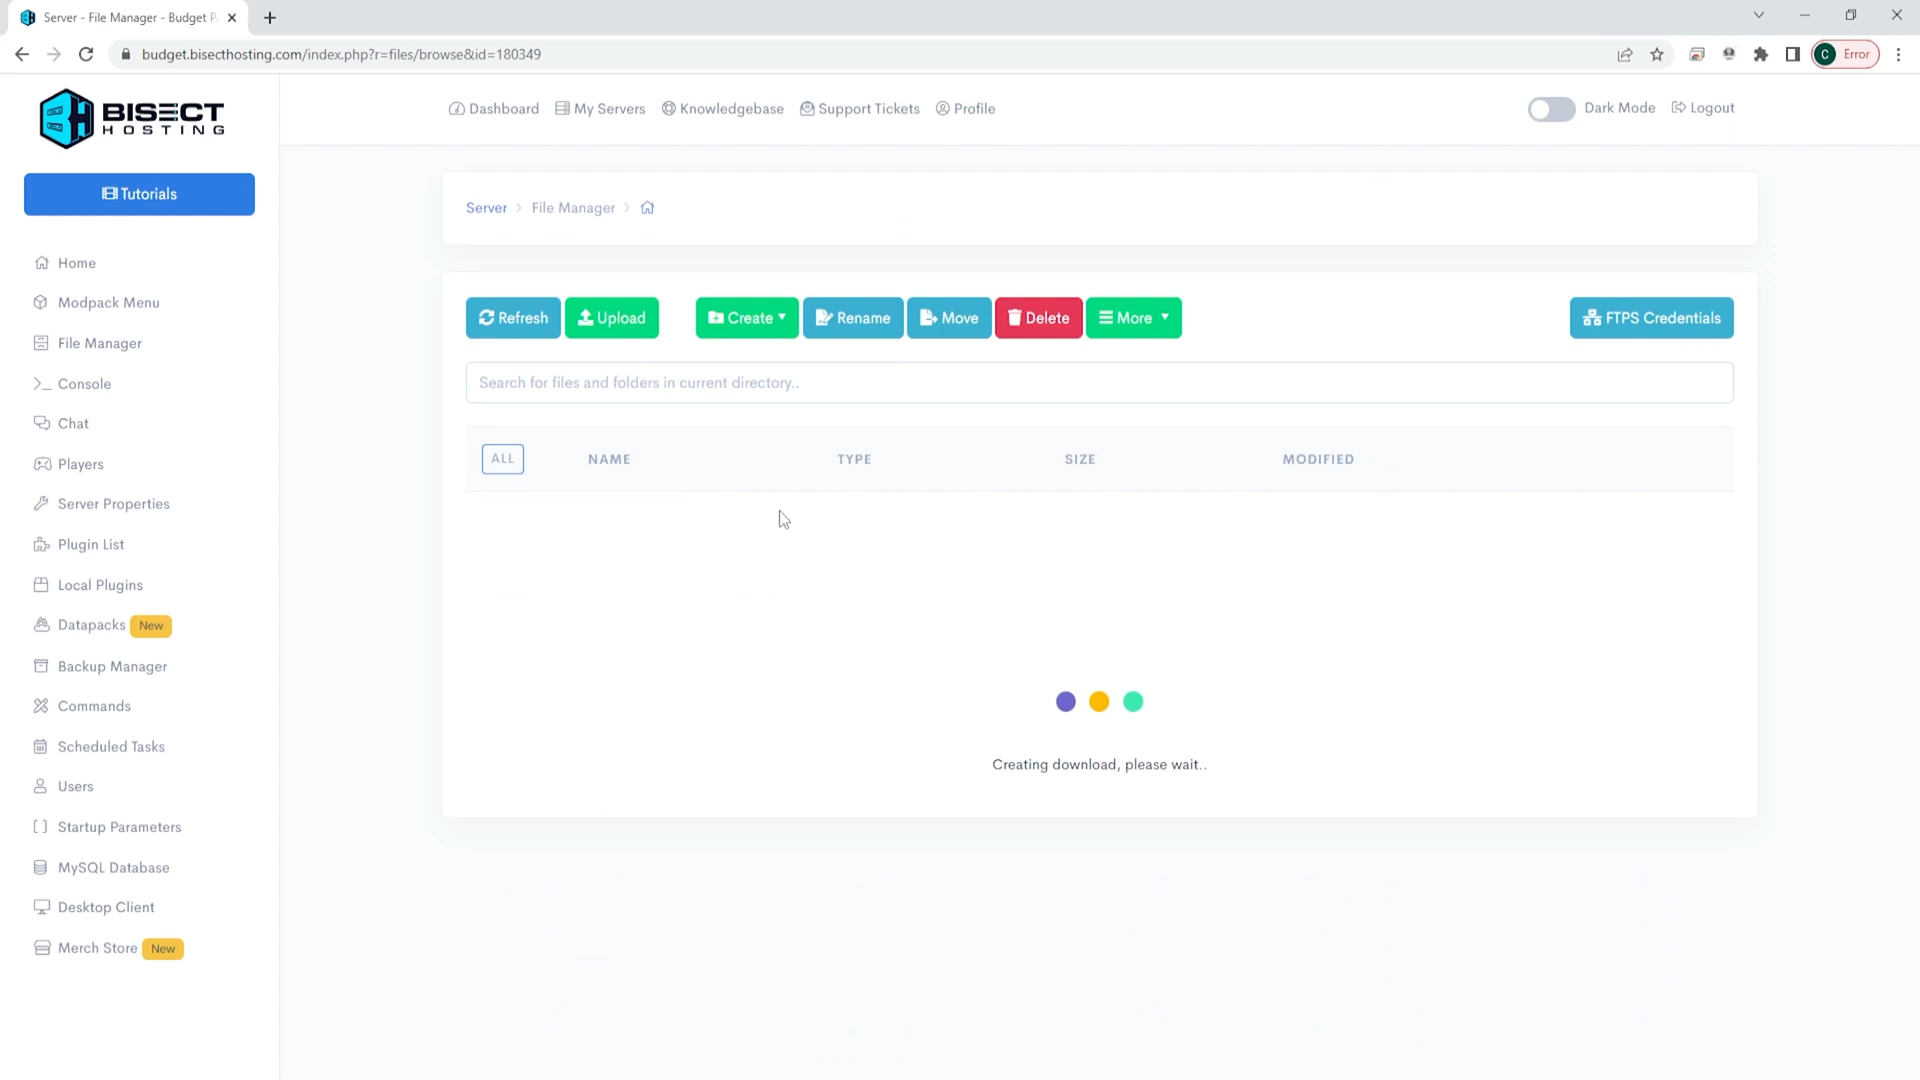 Server - File Manager - Budget P
budget.bisecthosting.com/index.php?r=files/browse&id=180349
C Error
BISECT
HOSTING
Dashboard My Servers Knowledgebase Support Tickets Profile
Dark Mode Logout
Tutorials
Home
Modpack Menu
File Manager
Console
Chat
Players
Server Properties
Plugin List
Local Plugins
Datapacks New
Backup Manager
Commands
Scheduled Tasks
Users
Startup Parameters
MySQL Database
Desktop Client
Merch Store New
Server > File Manager >
Refresh Upload Create Rename Move Delete More FTPS Credentials
Search for files and folders in current directory..
ALL NAME TYPE SIZE MODIFIED
Creating download, please wait..